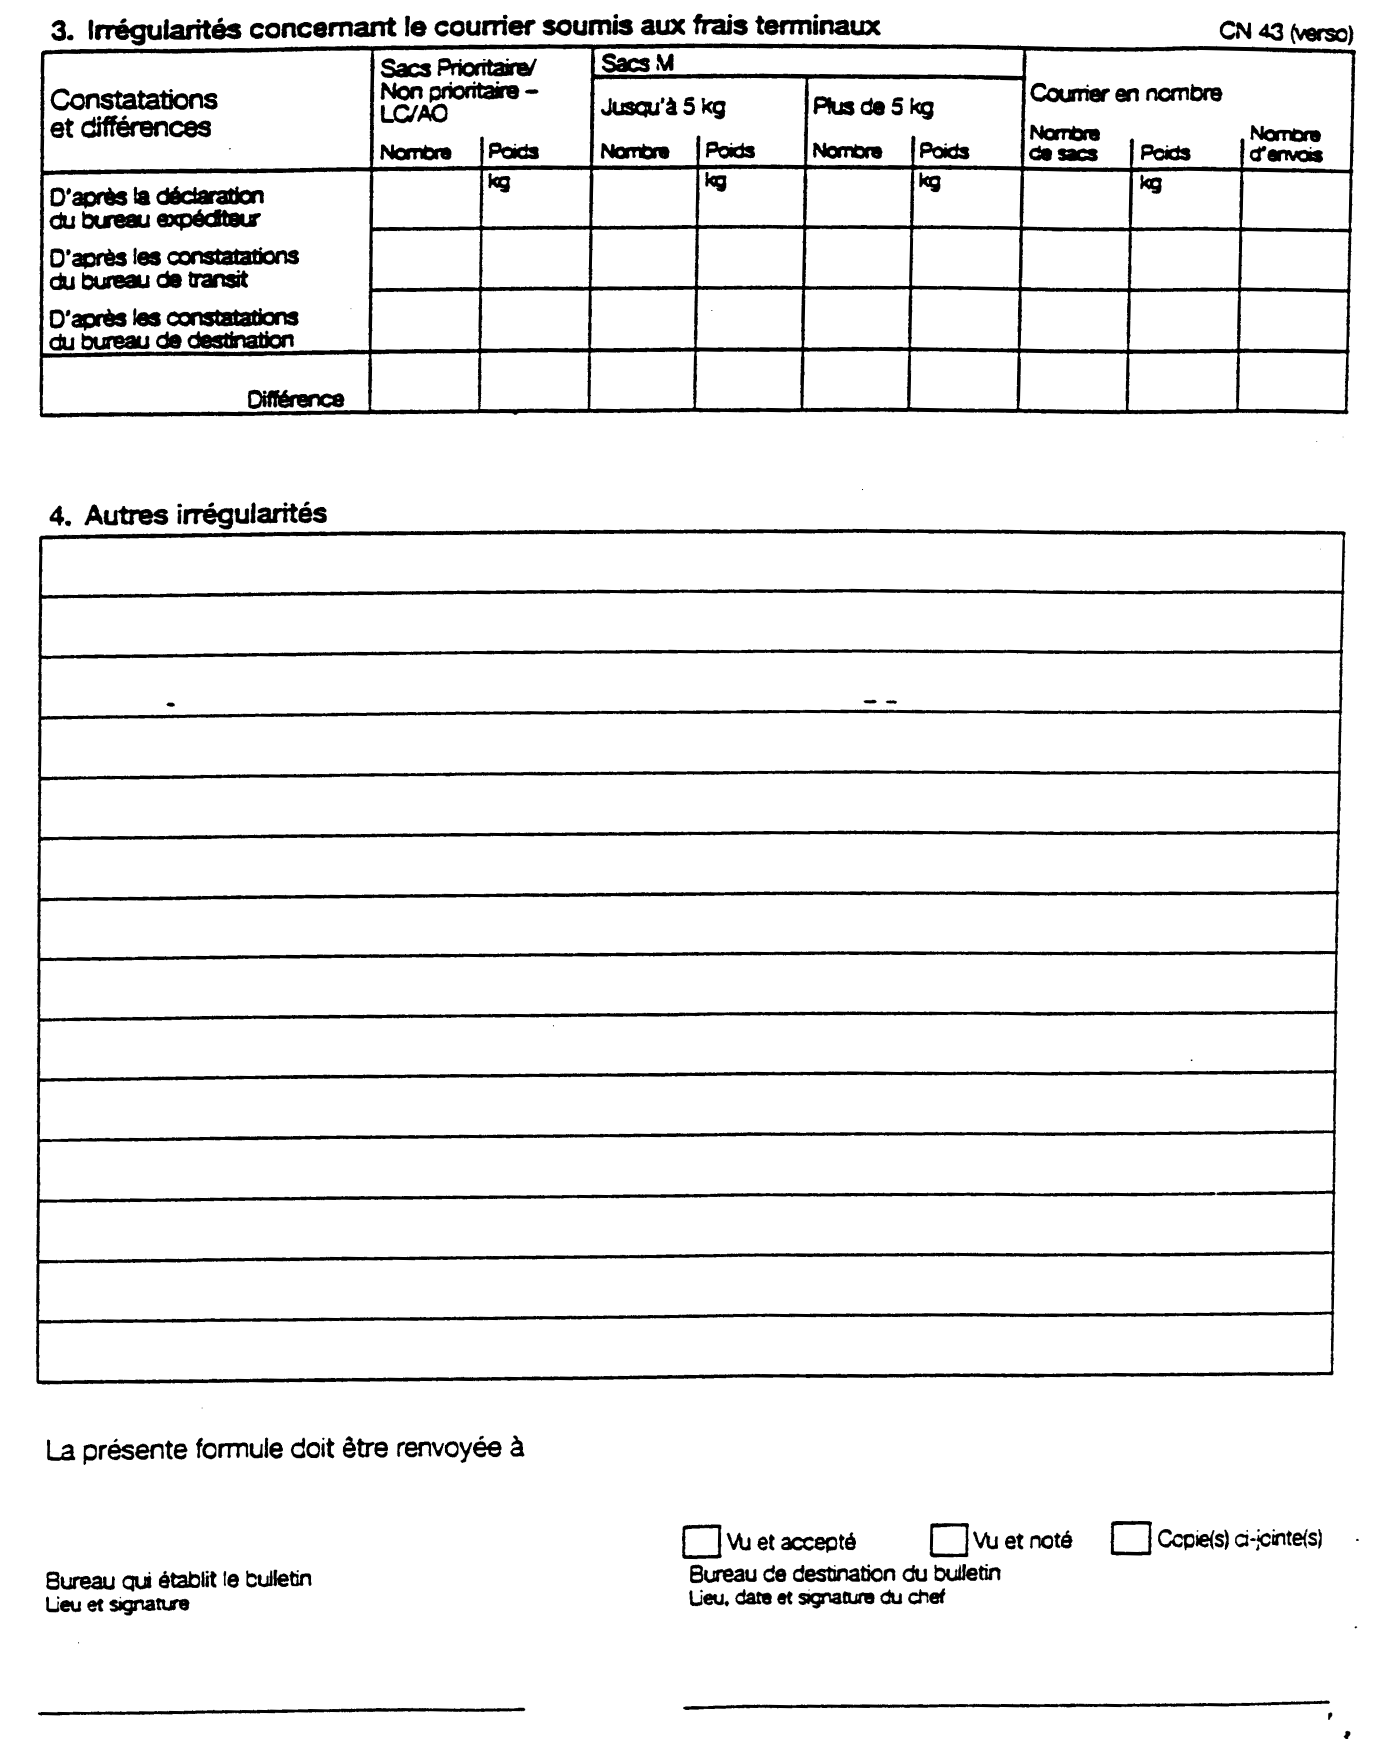 3. Irrégularités concernant le courrier soumis aux frais terminaux
CN 43 (verso)
Constatations
et différences
Sacs Prioritaire/
Non prioritaire –
LC/AO
Nombre
Poids
Sacs M
Jusqu'à 5 kg
Nombre
Poids
Plus de 5 kg
Nombre
Poids
Courrier en nombre
Nombre
de sacs
Poids
Nombre
d'envois
D'après la déclaration
du bureau expéditeur
kg
kg
kg
kg
D'après les constatations
du bureau de transit
D'après les constatations
du bureau de destination
Différence
4. Autres irrégularités
La présente formule doit être renvoyée à
Vu et accepté
Vu et noté
Copie(s) ci-jointe(s)
Bureau qui établit le bulletin
Lieu et signature
Bureau de destination du bulletin
Lieu, date et signature du chef